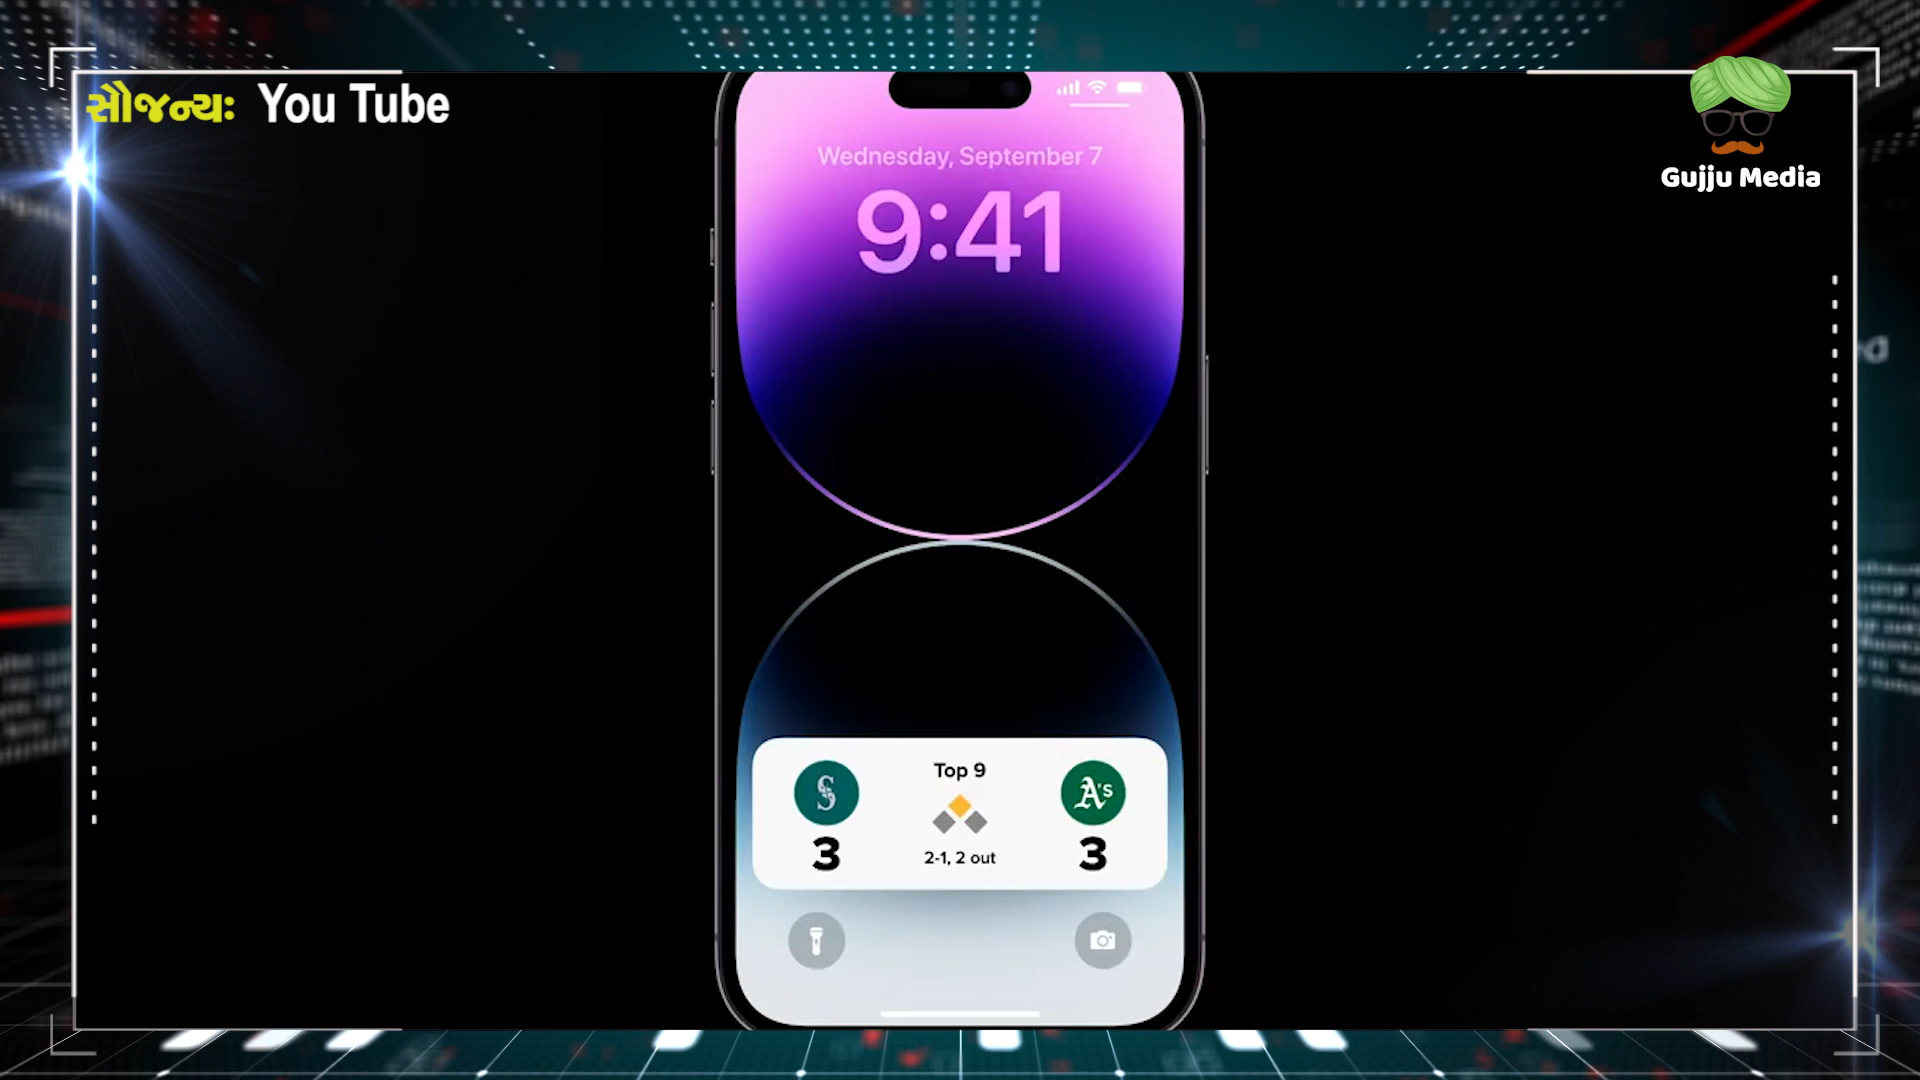 સૌજન્યઃ You Tube
Gujju Media
Wednesday, September 7
9:41
Top 9
S
A's
3
3
2-1, 2 out